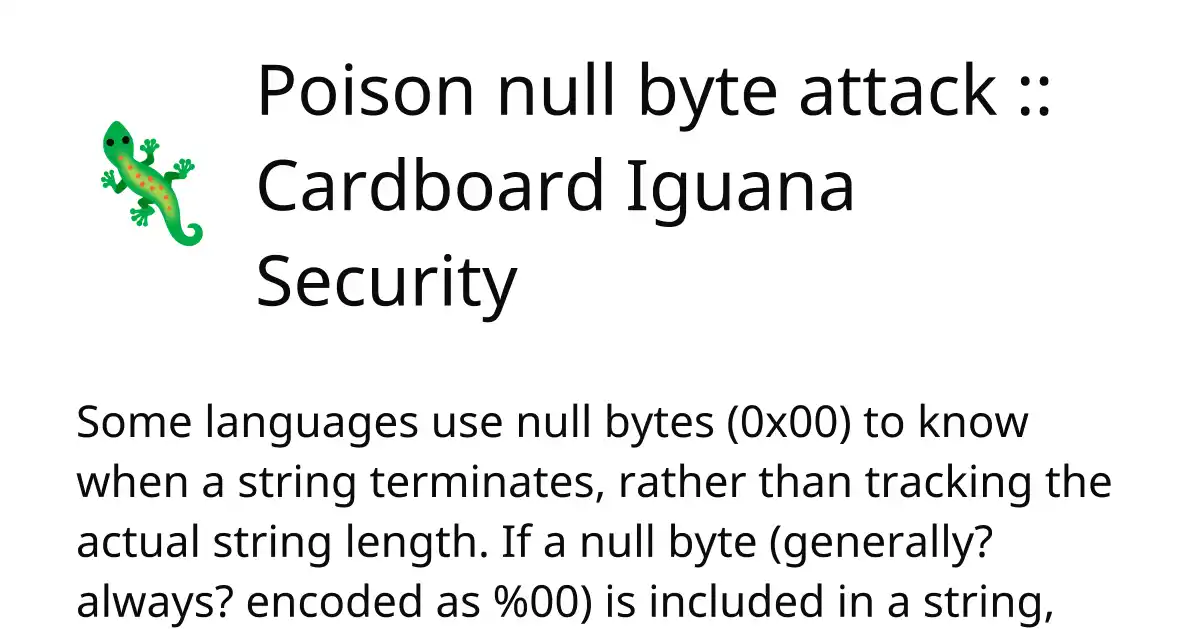 Poison null byte attack ::
Cardboard Iguana
Security
Some languages use null bytes (0x00) to know
when a string terminates, rather than tracking the
actual string length. If a null byte (generally?
always? encoded as %00) is included in a string,